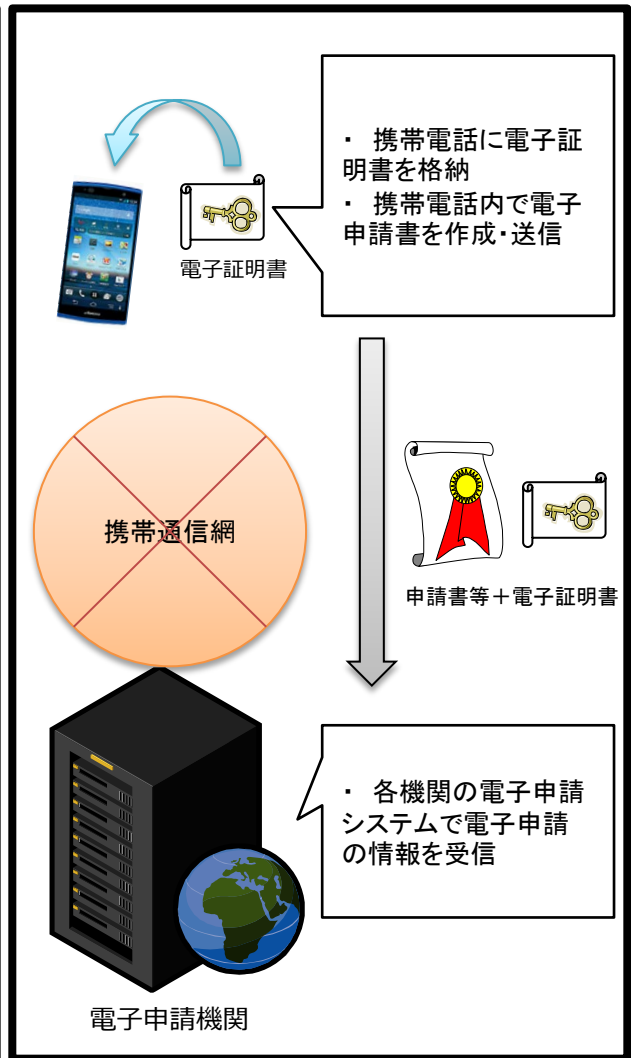 ・ 携帯電話に電子証
明書を格納
・ 携帯電話内で電子
申請書を作成・送信
電子証明書
携帯通信網
申請書等＋電子証明書
・ 各機関の電子申請
システムで電子申請
の情報を受信
電子申請機関